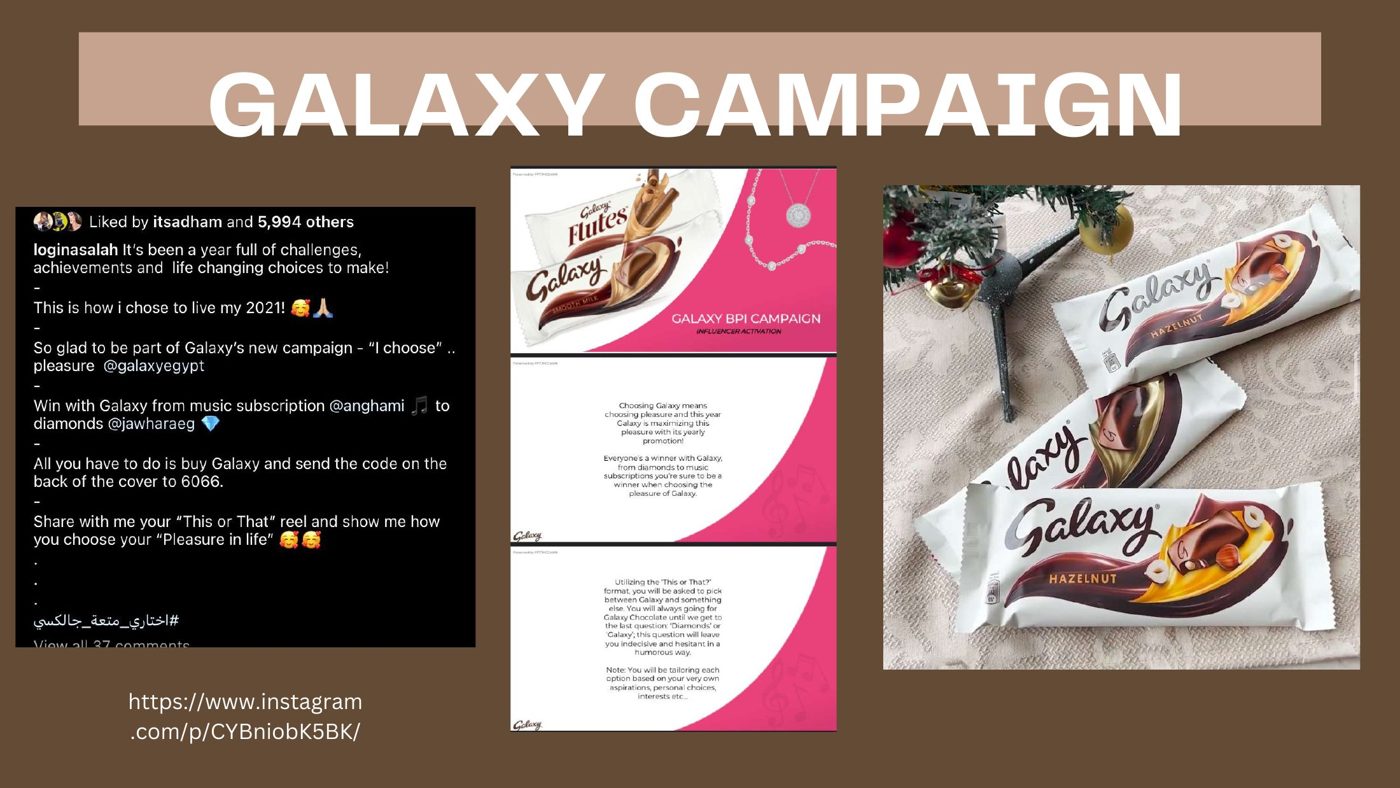 GALAXY CAMPAIGN
Liked by itsadham and 5,994 others
loginasalah It's been a year full of challenges,
achievements and life changing choices to make!
-
This is how i chose to live my 2021! 🥰🙏🏼
-
So glad to be part of Galaxy's new campaign - “I choose” ..
pleasure @galaxyegypt
-
Win with Galaxy from music subscription @anghami 🎵 to
diamonds @jawharaeg 💎
-
All you have to do is buy Galaxy and send the code on the
back of the cover to 6066.
-
Share with me your “This or That” reel and show me how
you choose your “Pleasure in life” 🥰🥰
.
.
.
#اختاري_متعة_جالكسي
View all 37 comments
https://www.instagram
.com/p/CYBniobK5BK/
Galaxy
Flutes
Galaxy
SMOOTH MILK
GALAXY BPI CAMPAIGN
INFLUENCER ACTIVATION
Choosing Galaxy means
choosing pleasure and this year
Galaxy is maximizing this
pleasure with its yearly
promotion!
Everyone's a winner with Galaxy,
from diamonds to music
subscriptions you're sure to be a
winner when choosing the
pleasure of Galaxy.
Galaxy
Utilizing the 'This or That?'
format, you will be asked to pick
between Galaxy and something
else. You will always going for
Galaxy Chocolate until we get to
the last question: 'Diamonds' or
'Galaxy'; this question will leave
you indecisive and hesitant in a
humorous way.
Note: You will be tailoring each
option based on your very own
aspirations, personal choices,
interests etc...
Galaxy
Galaxy
HAZELNUT
Galaxy
HAZELNUT